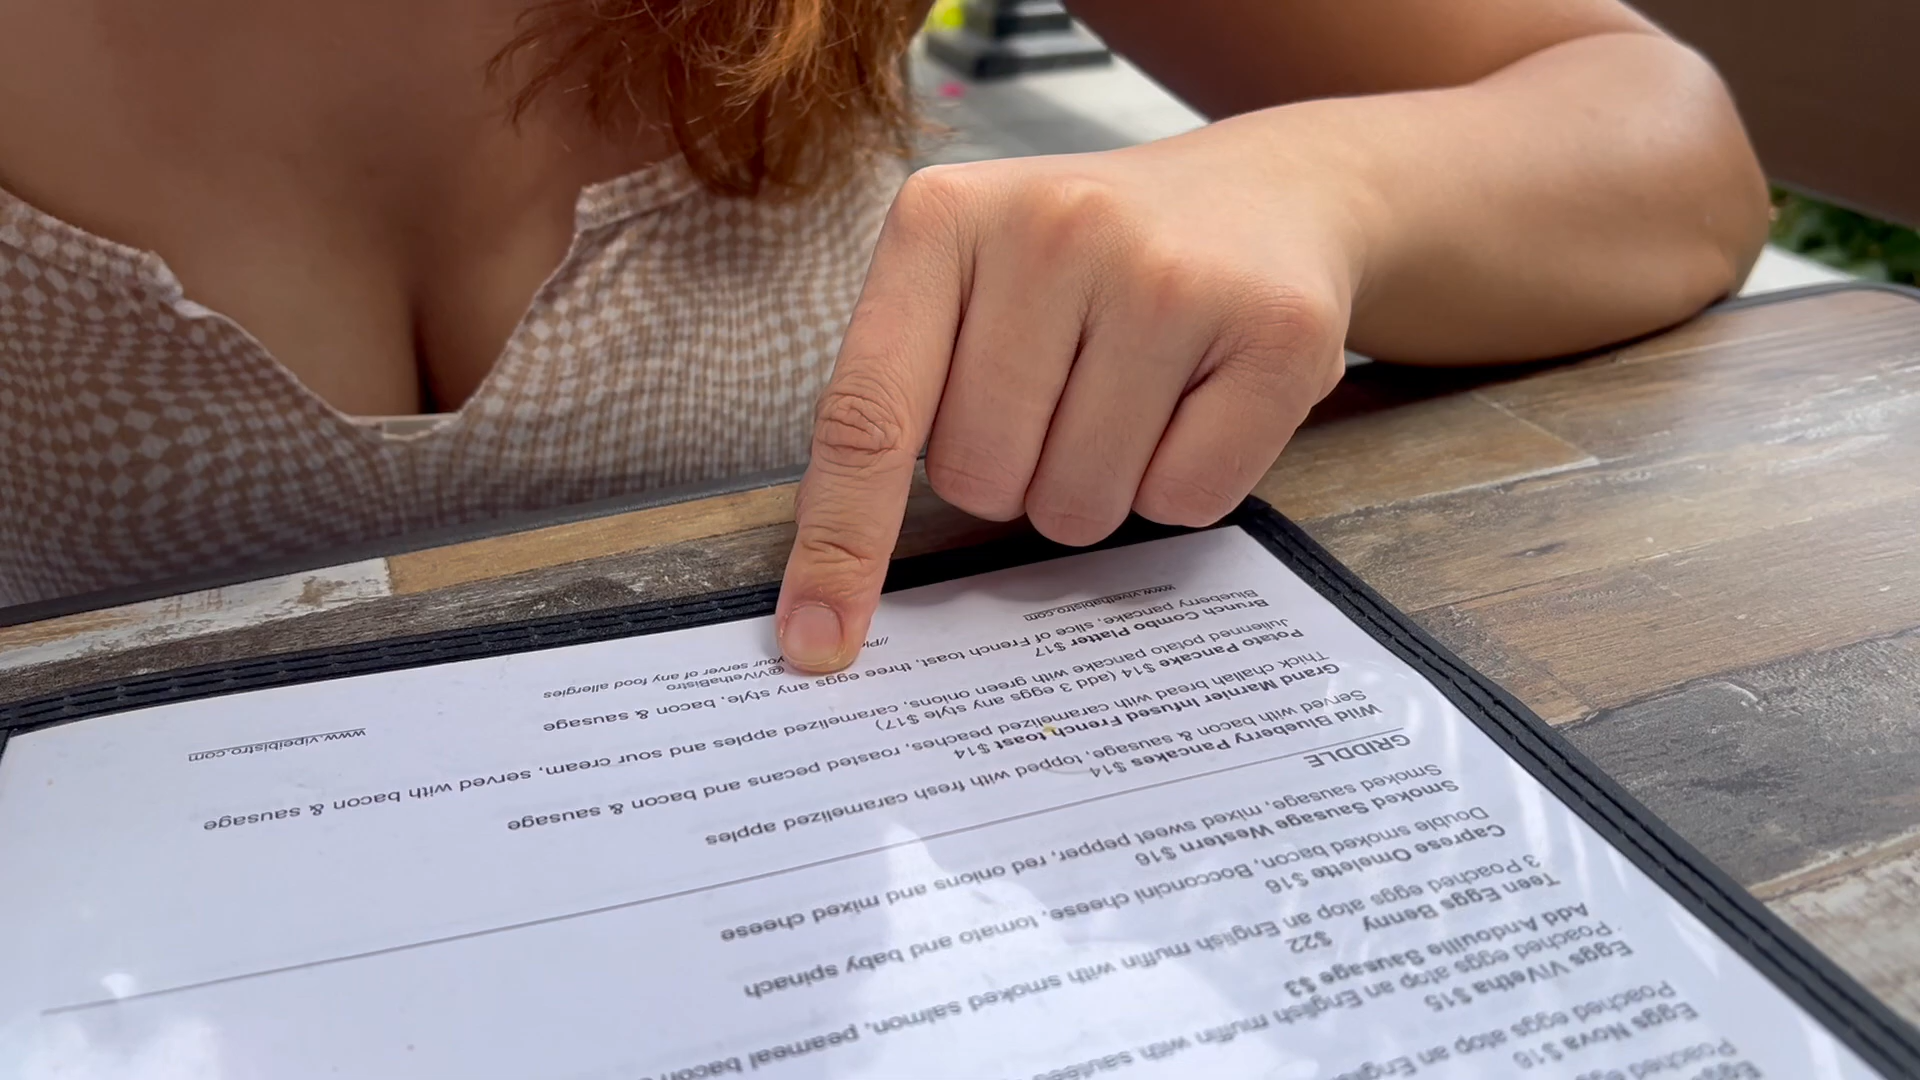 Poached
Eggs Nova $16
Poached eggs atop an English
Eggs ViVetha $15
Poached eggs atop an English muffin with
Add Andouille Sausage $3
Teen Eggs Benny $22
3 Poached eggs atop an English muffin with smoked salmon, peameal bacon
Caprese Omelette $16
Double smoked bacon, Bocconcini cheese, tomato and baby spinach
Smoked Sausage Western $16
Smoked sausage, mixed sweet pepper, red onions and mixed cheese
GRIDDLE
Wild Blueberry Pancakes $14
Served with bacon & sausage, topped with fresh caramelized apples
Grand Marnier Infused French toast $14
Thick challah bread with caramelized peaches, roasted pecans and bacon & sausage
Potato Pancake $14 (add 3 eggs any style $17)
Julienned potato pancake with green onions, caramelized apples and sour cream, served with bacon & sausage
Brunch Combo Platter $17
Blueberry pancake, slice of French toast, three eggs any style, bacon & sausage
www.vivethabistro.com @ViVethaBistro www.vipeibistro.com
your server of any food allergies